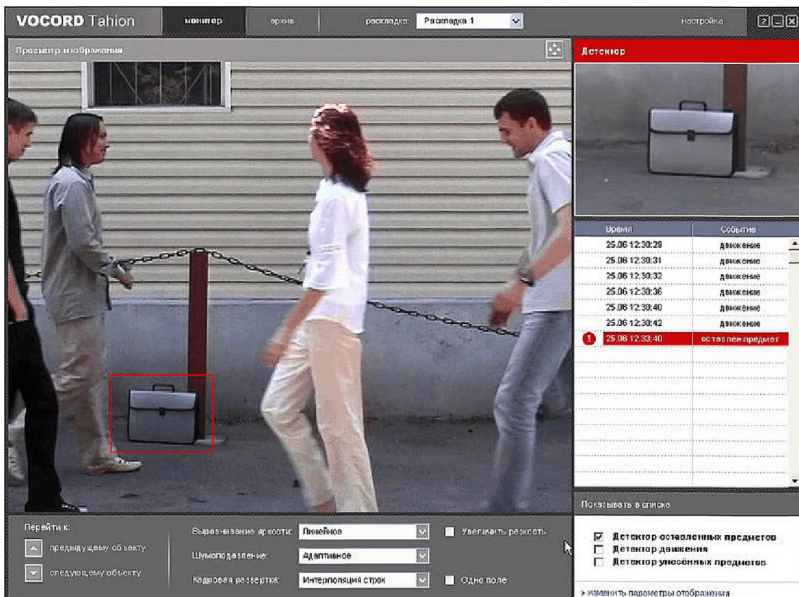 VOCORD Tahion
монитор
архив
раскладка:
Раскладка 1
настройка
Просмотр изображения
Детектор
Время Событие
25.06 12:30:29 движение
25.06 12:30:31 движение
25.06 12:30:32 движение
25.06 12:30:36 движение
25.06 12:30:40 движение
25.06 12:30:42 движение
25.06 12:33:40 оставлен предмет
Показывать в списке
Детектор оставленных предметов
Детектор движения
Детектор унесённых предметов
изменить параметры отображения
Перейти к:
предыдущему объекту
следующему объекту
Выравнивание яркости: Линейное
Увеличить резкость
Шумоподавление: Адаптивное
Кадровая развертка: Интерполяция строк
Одно поле